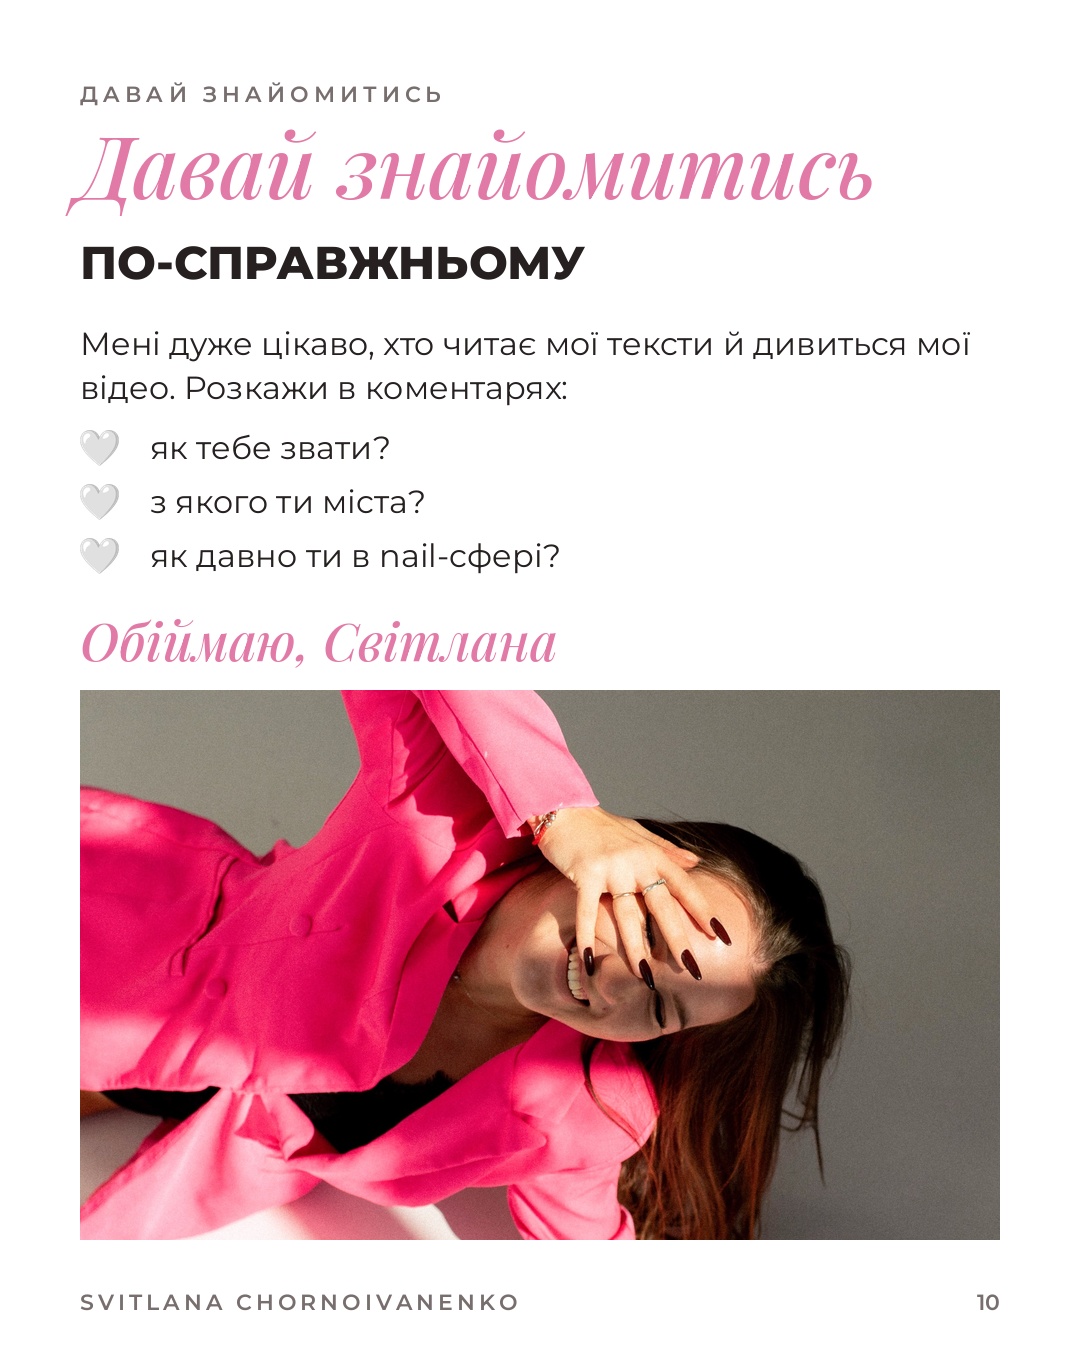 ДАВАЙ ЗНАЙОМИТИСЬ
Давай знайомитись
ПО-СПРАВЖНЬОМУ
Мені дуже цікаво, хто читає мої тексти й дивиться мої
відео. Розкажи в коментарях:
🤍 як тебе звати?
🤍 з якого ти міста?
🤍 як давно ти в nail-сфері?
Обіймаю, Світлана
SVITLANA CHORNOIVANENKO 10